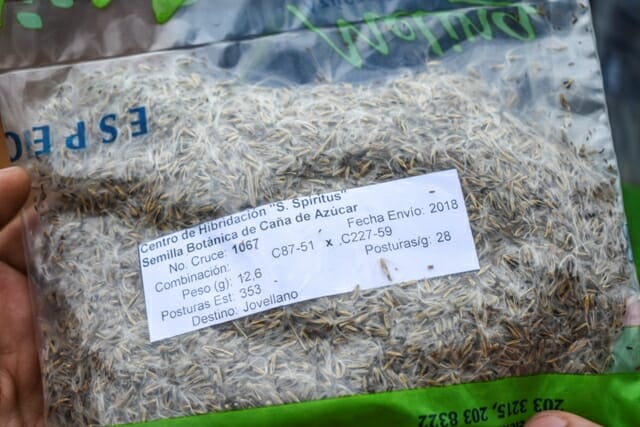 Natura
ESPEC
Centro de Hibridación "S. Spiritus"
Semilla Botánica de Caña de Azúcar
No. Cruce: 1067 Fecha Envío: 2018
Combinación: C87-51 x C227-59
Peso (g): 12,6 Posturas/g: 28
Posturas Est: 353
Destino: Jovellano
203 3215, 203 8322